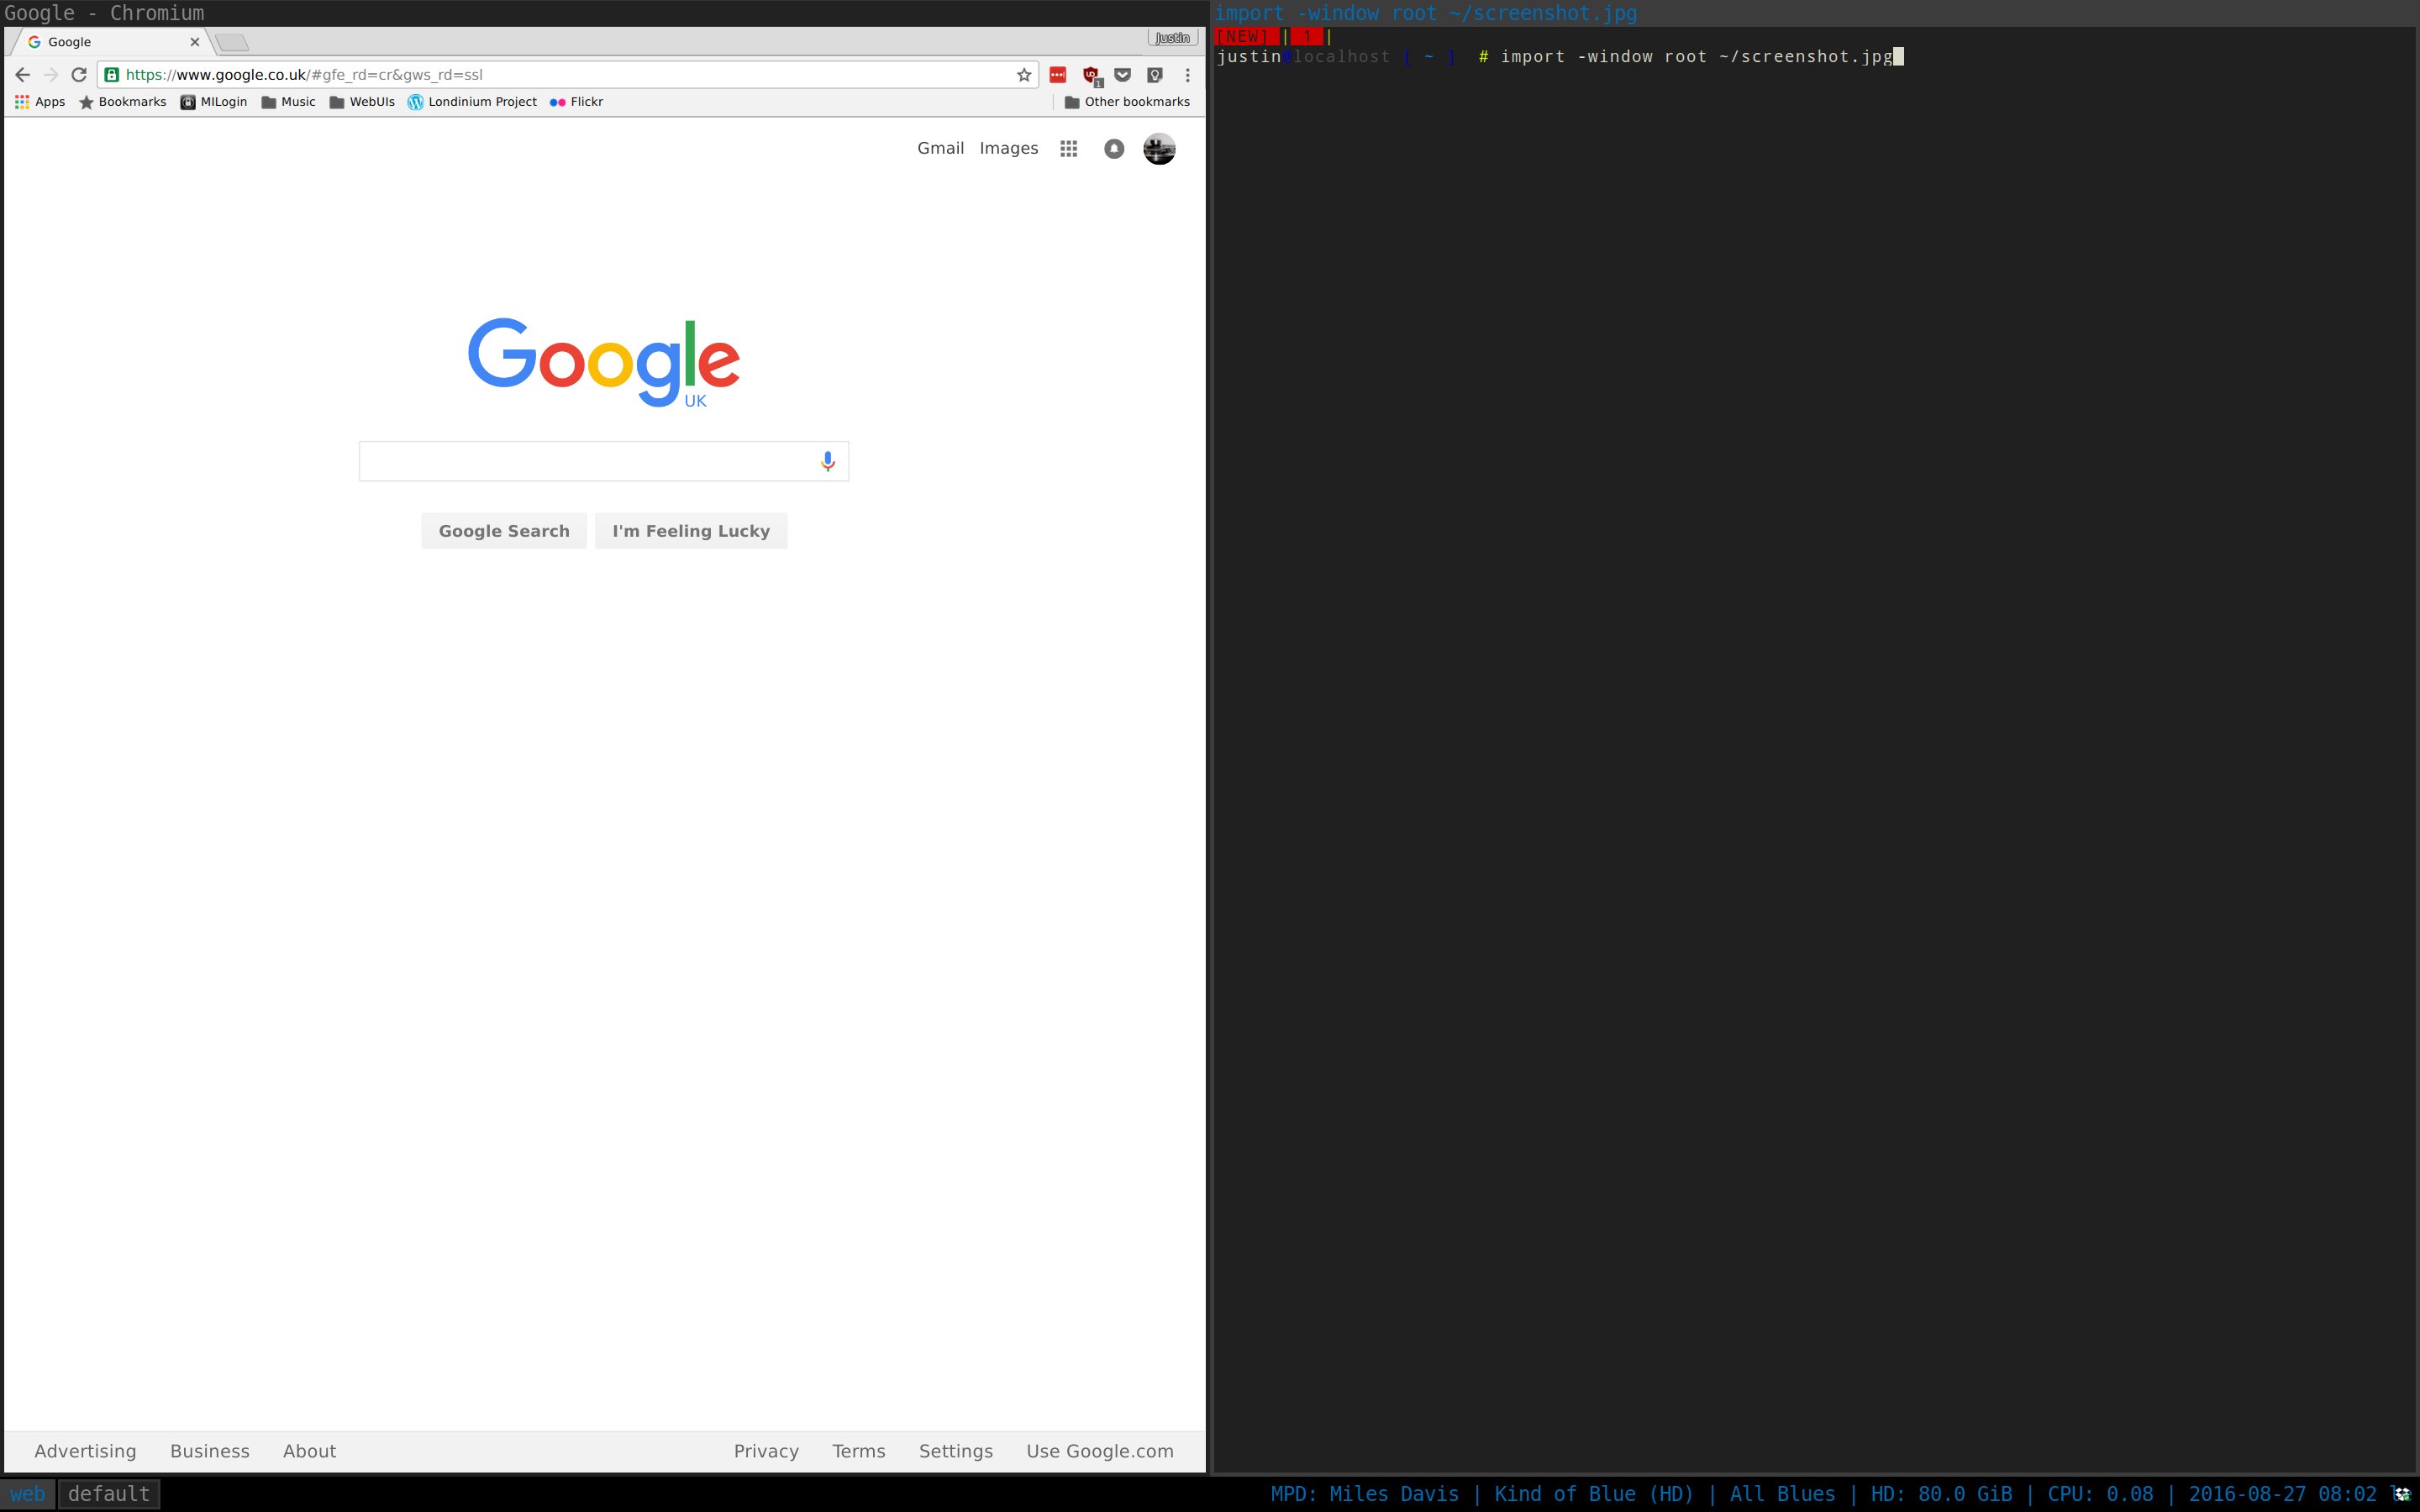 Google - Chromium
Google
Justin
https://www.google.co.uk/#gfe_rd=cr&gws_rd=ssl
1
Apps Bookmarks MILogin Music WebUIs Londinium Project Flickr Other bookmarks
Gmail Images
Google
UK
Google Search I'm Feeling Lucky
Advertising Business About Privacy Terms Settings Use Google.com
import -window root ~/screenshot.jpg
[NEW] | 1 |
justin@localhost [ ~ ] # import -window root ~/screenshot.jpg
web default
MPD: Miles Davis | Kind of Blue (HD) | All Blues | HD: 80.0 GiB | CPU: 0.08 | 2016-08-27 08:02